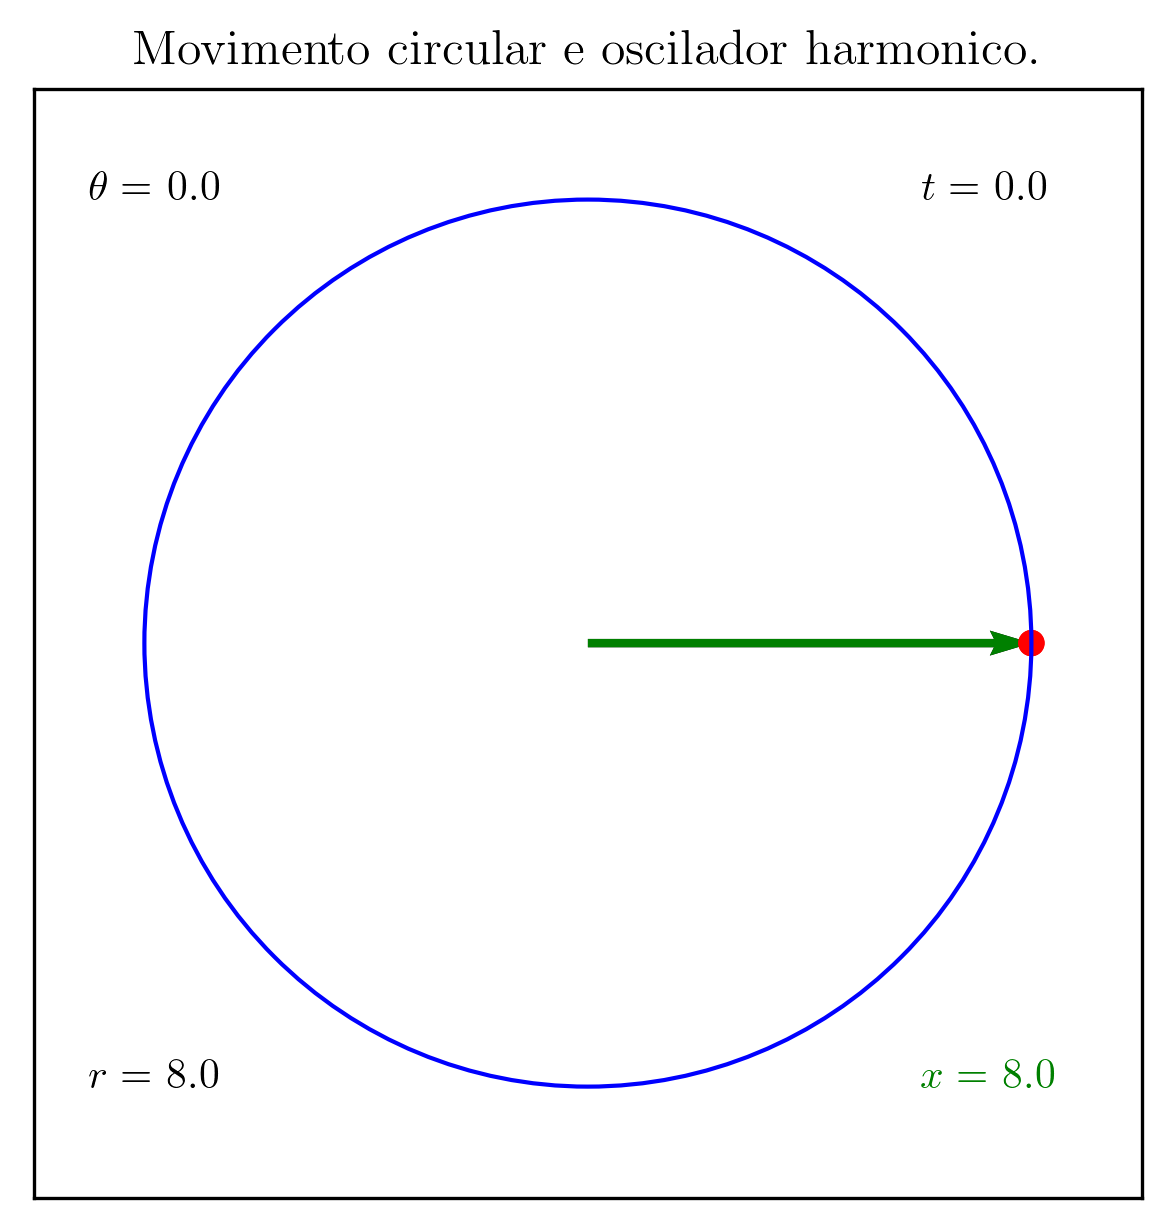 Movimento circular e oscilador harmonico.
θ = 0.0
t = 0.0
r = 8.0
x = 8.0